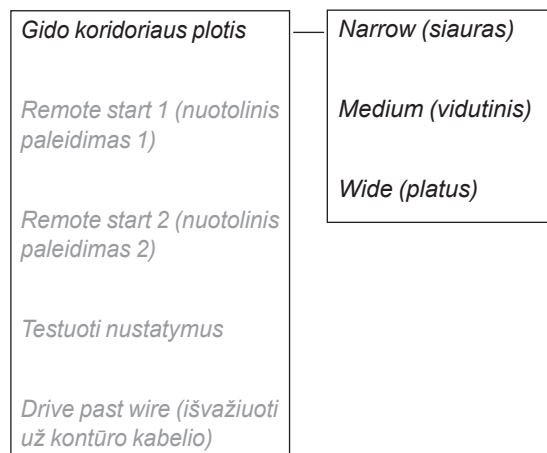 Gido koridoriaus plotis
Narrow (siauras)
Medium (vidutinis)
Wide (platus)
Remote start 1 (nuotolinis
paleidimas 1)
Remote start 2 (nuotolinis
paleidimas 2)
Testuoti nustatymus
Drive past wire (išvažiuoti
už kontūro kabelio)